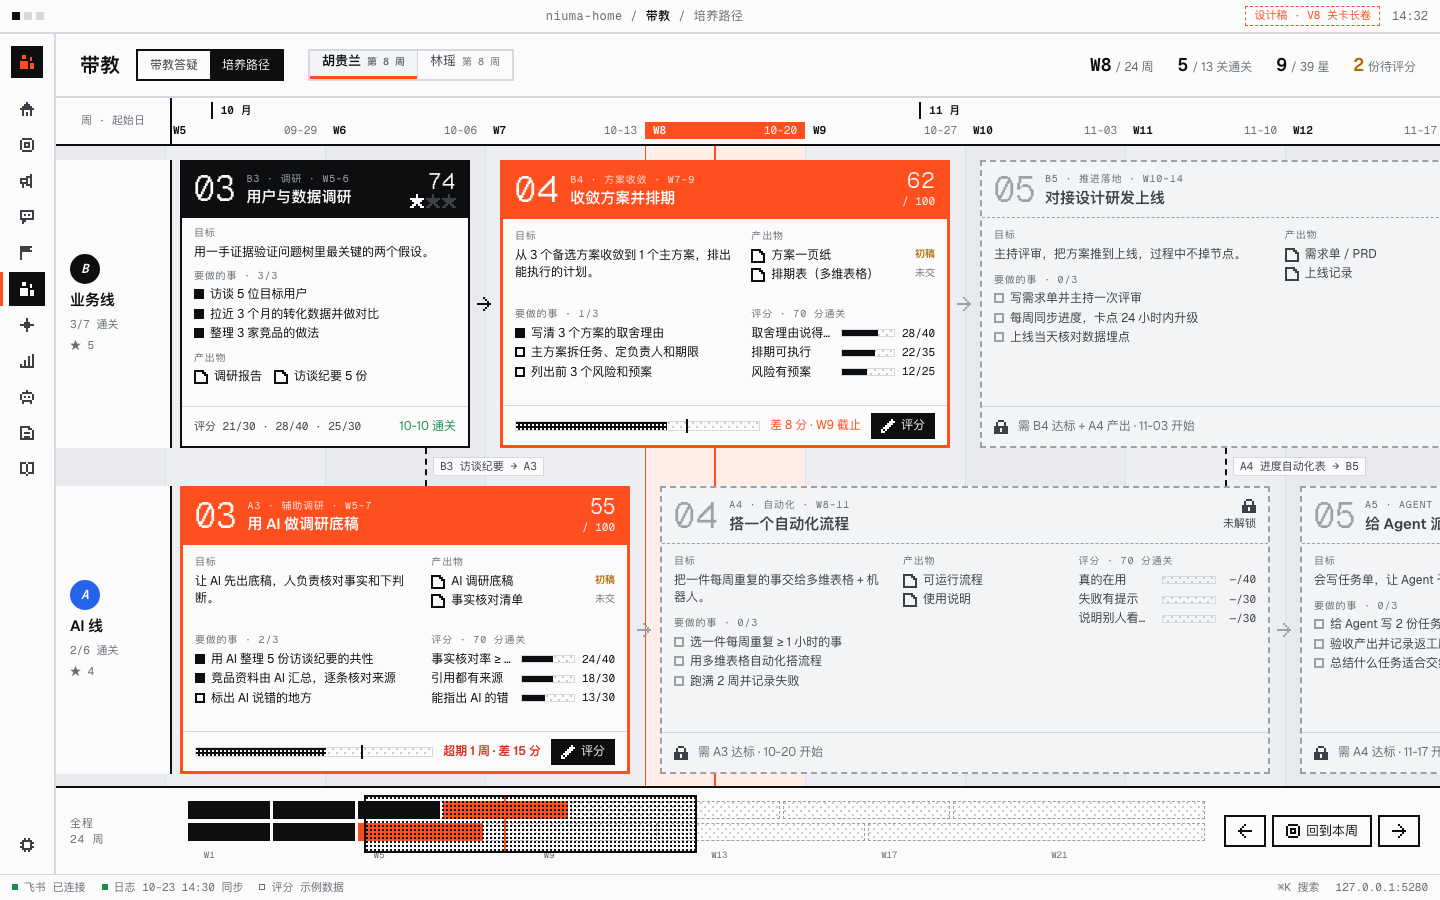 niuma-home / 带教 / 培养路径
设计稿 · V8 关卡长卷
14:32
带教
带教答疑
培养路径
胡贵兰 第 8 周
林瑶 第 8 周
W8 / 24 周
5 / 13 关通关
9 / 39 星
2 份待评分
周 · 起始日
10 月
11 月
W5 09-29
W6 10-06
W7 10-13
W8 10-20
W9 10-27
W10 11-03
W11 11-10
W12 11-17
B
业务线
3/7 通关
★ 5
03
B3 · 调研 · W5-6
用户与数据调研
74
目标
用一手证据验证问题树里最关键的两个假设。
要做的事 · 3/3
访谈 5 位目标用户
拉近 3 个月的转化数据并做对比
整理 3 家竞品的做法
产出物
调研报告
访谈纪要 5 份
评分 21/30 · 28/40 · 25/30
10-10 通关
04
B4 · 方案收敛 · W7-9
收敛方案并排期
62
/ 100
目标
从 3 个备选方案收敛到 1 个主方案，排出
能执行的计划。
产出物
方案一页纸 初稿
排期表（多维表格） 未交
要做的事 · 1/3
写清 3 个方案的取舍理由
主方案拆任务、定负责人和期限
列出前 3 个风险和预案
评分 · 70 分通关
取舍理由说得… 28/40
排期可执行 22/35
风险有预案 12/25
差 8 分 · W9 截止
评分
05
B5 · 推进落地 · W10-14
对接设计研发上线
目标
主持评审，把方案推到上线，过程中不掉节点。
要做的事 · 0/3
写需求单并主持一次评审
每周同步进度，卡点 24 小时内升级
上线当天核对数据埋点
产出物
需求单 / PRD
上线记录
需 B4 达标 + A4 产出 · 11-03 开始
B3 访谈纪要 → A3
A4 进度自动化表 → B5
A
AI 线
2/6 通关
★ 4
03
A3 · 辅助调研 · W5-7
用 AI 做调研底稿
55
/ 100
目标
让 AI 先出底稿，人负责核对事实和下判
断。
产出物
AI 调研底稿 初稿
事实核对清单 未交
要做的事 · 2/3
用 AI 整理 5 份访谈纪要的共性
竞品资料由 AI 汇总，逐条核对来源
标出 AI 说错的地方
评分 · 70 分通关
事实核对率 ≥ … 24/40
引用都有来源 18/30
能指出 AI 的错 13/30
超期 1 周 · 差 15 分
评分
04
A4 · 自动化 · W8-11
搭一个自动化流程
未解锁
目标
把一件每周重复的事交给多维表格 + 机
器人。
要做的事 · 0/3
选一件每周重复 ≥ 1 小时的事
用多维表格自动化搭流程
跑满 2 周并记录失败
产出物
可运行流程
使用说明
评分 · 70 分通关
真的在用 —/40
失败有提示 —/30
说明别人看… —/30
需 A3 达标 · 10-20 开始
05
A5 · AGENT
给 Agent
目标
会写任务单，让 Agent
要做的事 · 0/3
给 Agent 写 2 份任务
验收产出并记录返工
总结什么任务适合交
需 A4 达标 · 11-17
全程
24 周
W1
W5
W9
W13
W17
W21
回到本周
飞书 已连接
日志 10-23 14:30 同步
评分 示例数据
⌘K 搜索
127.0.0.1:5280